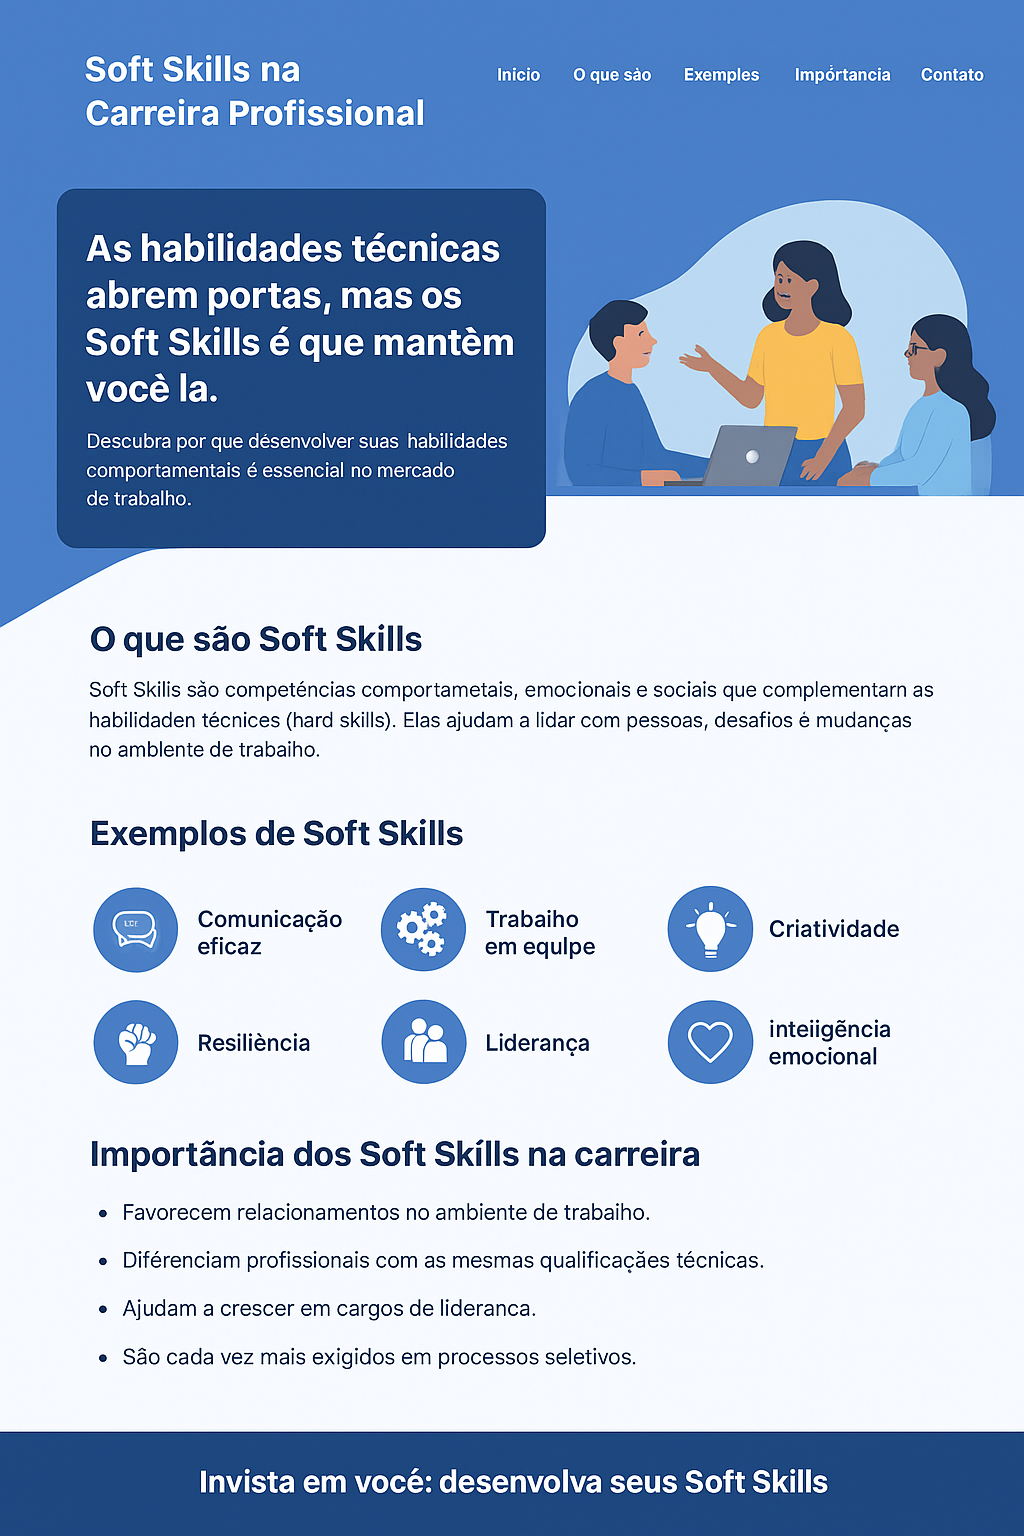 Soft Skills na
Carreira Profissional
Inicio
O que sào
Exemples
Impórtancia
Contato
As habilidades técnicas
abrem portas, mas os
Soft Skills é que mantèm
vocè la.
Descubra por que désenvolver suas habilidades
comportamentais é essencial no mercado
de trabalho.
O que são Soft Skills
Soft Skilis sào competéncias comportametais, emocionais e sociais que complementarn as
habilidaden técnices (hard skills). Elas ajudam a lidar com pessoas, desafios é mudanças
no amblente de trabaiho.
Exemplos de Soft Skills
Comunicação
eficaz
Trabaiho
em equlpe
Criatividade
Resiliència
Liderança
inteiigẽncia
emocional
Importãncia dos Soft Skílls na carreira
• Favorecem relacionamentos no ambiente de trabaiho.
• Diférenciam profissionais com as mesmas qualificaçães técnicas.
• Ajudam a crescer em cargos de lideranca.
• Sâo cada vez mais exigidos em processos seletivos.
Invista em vocé: desenvolva seus Soft Skills